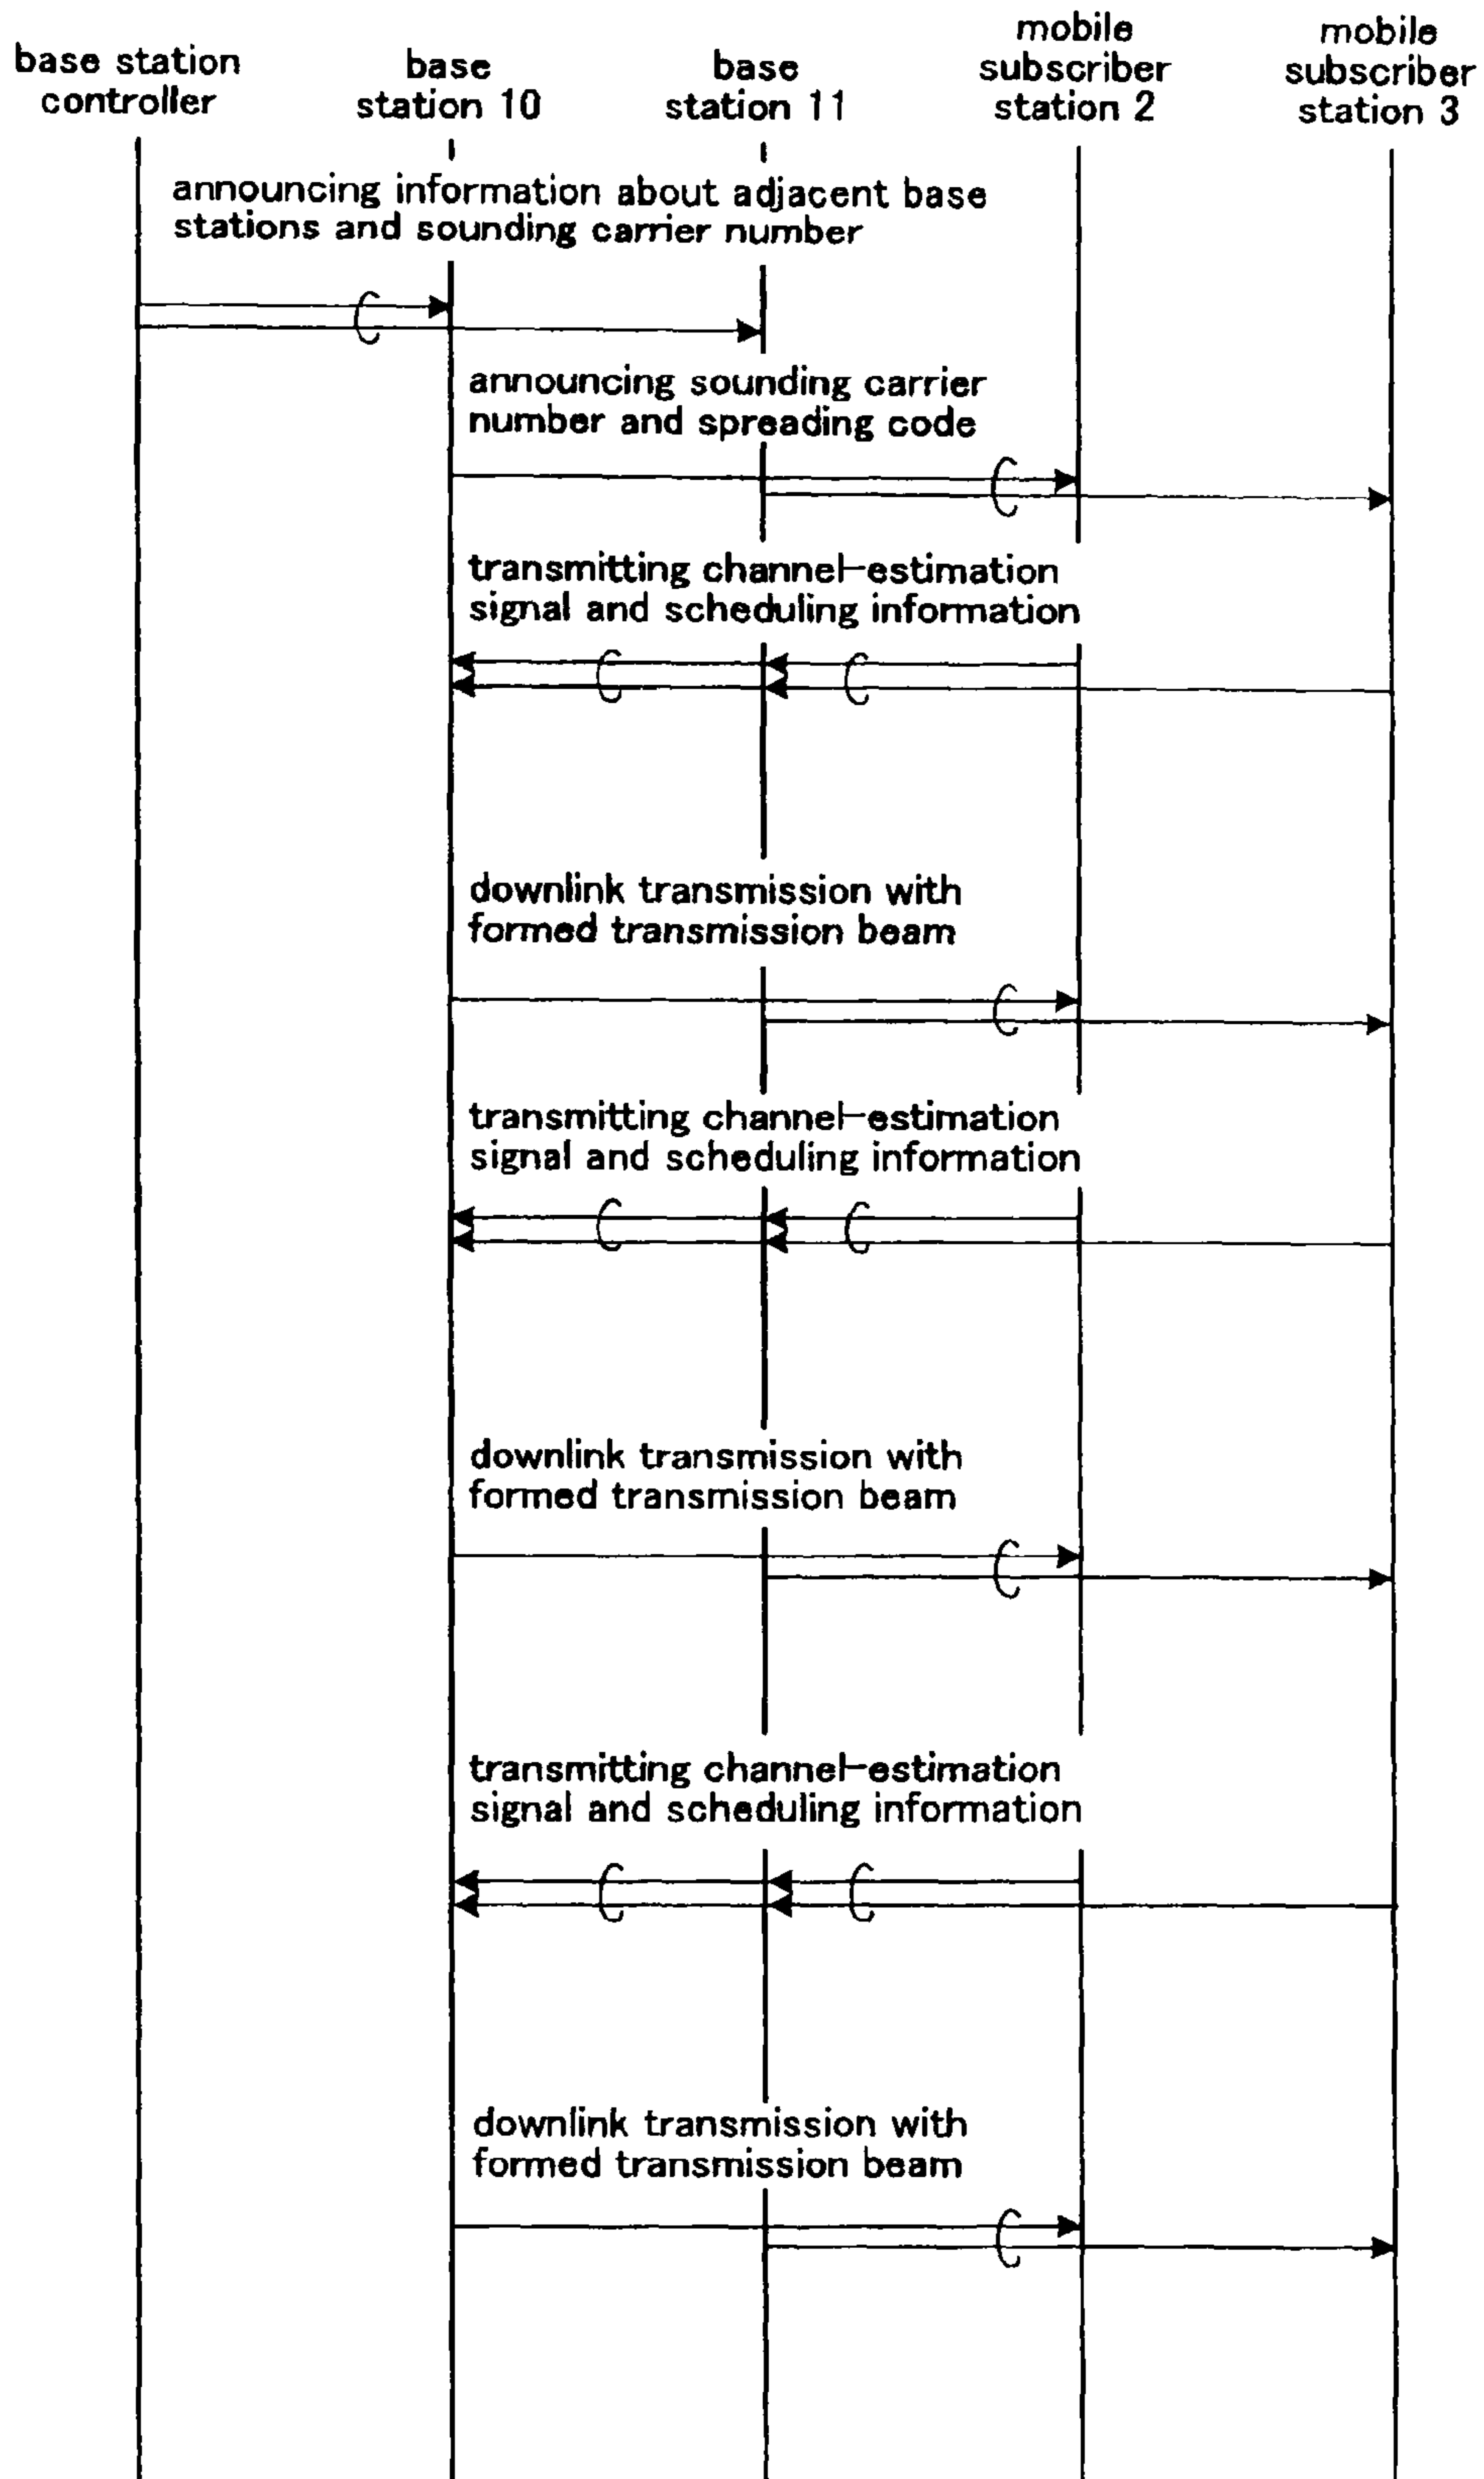 base station
controller
base
station 10
base
station 11
mobile
subscriber
station 2
mobile
subscriber
station 3
announcing information about adjacent base
stations and sounding carrier number
announcing sounding carrier
number and spreading code
transmitting channel-estimation
signal and scheduling information
downlink transmission with
formed transmission beam
transmitting channel-estimation
signal and scheduling information
downlink transmission with
formed transmission beam
transmitting channel-estimation
signal and scheduling information
downlink transmission with
formed transmission beam